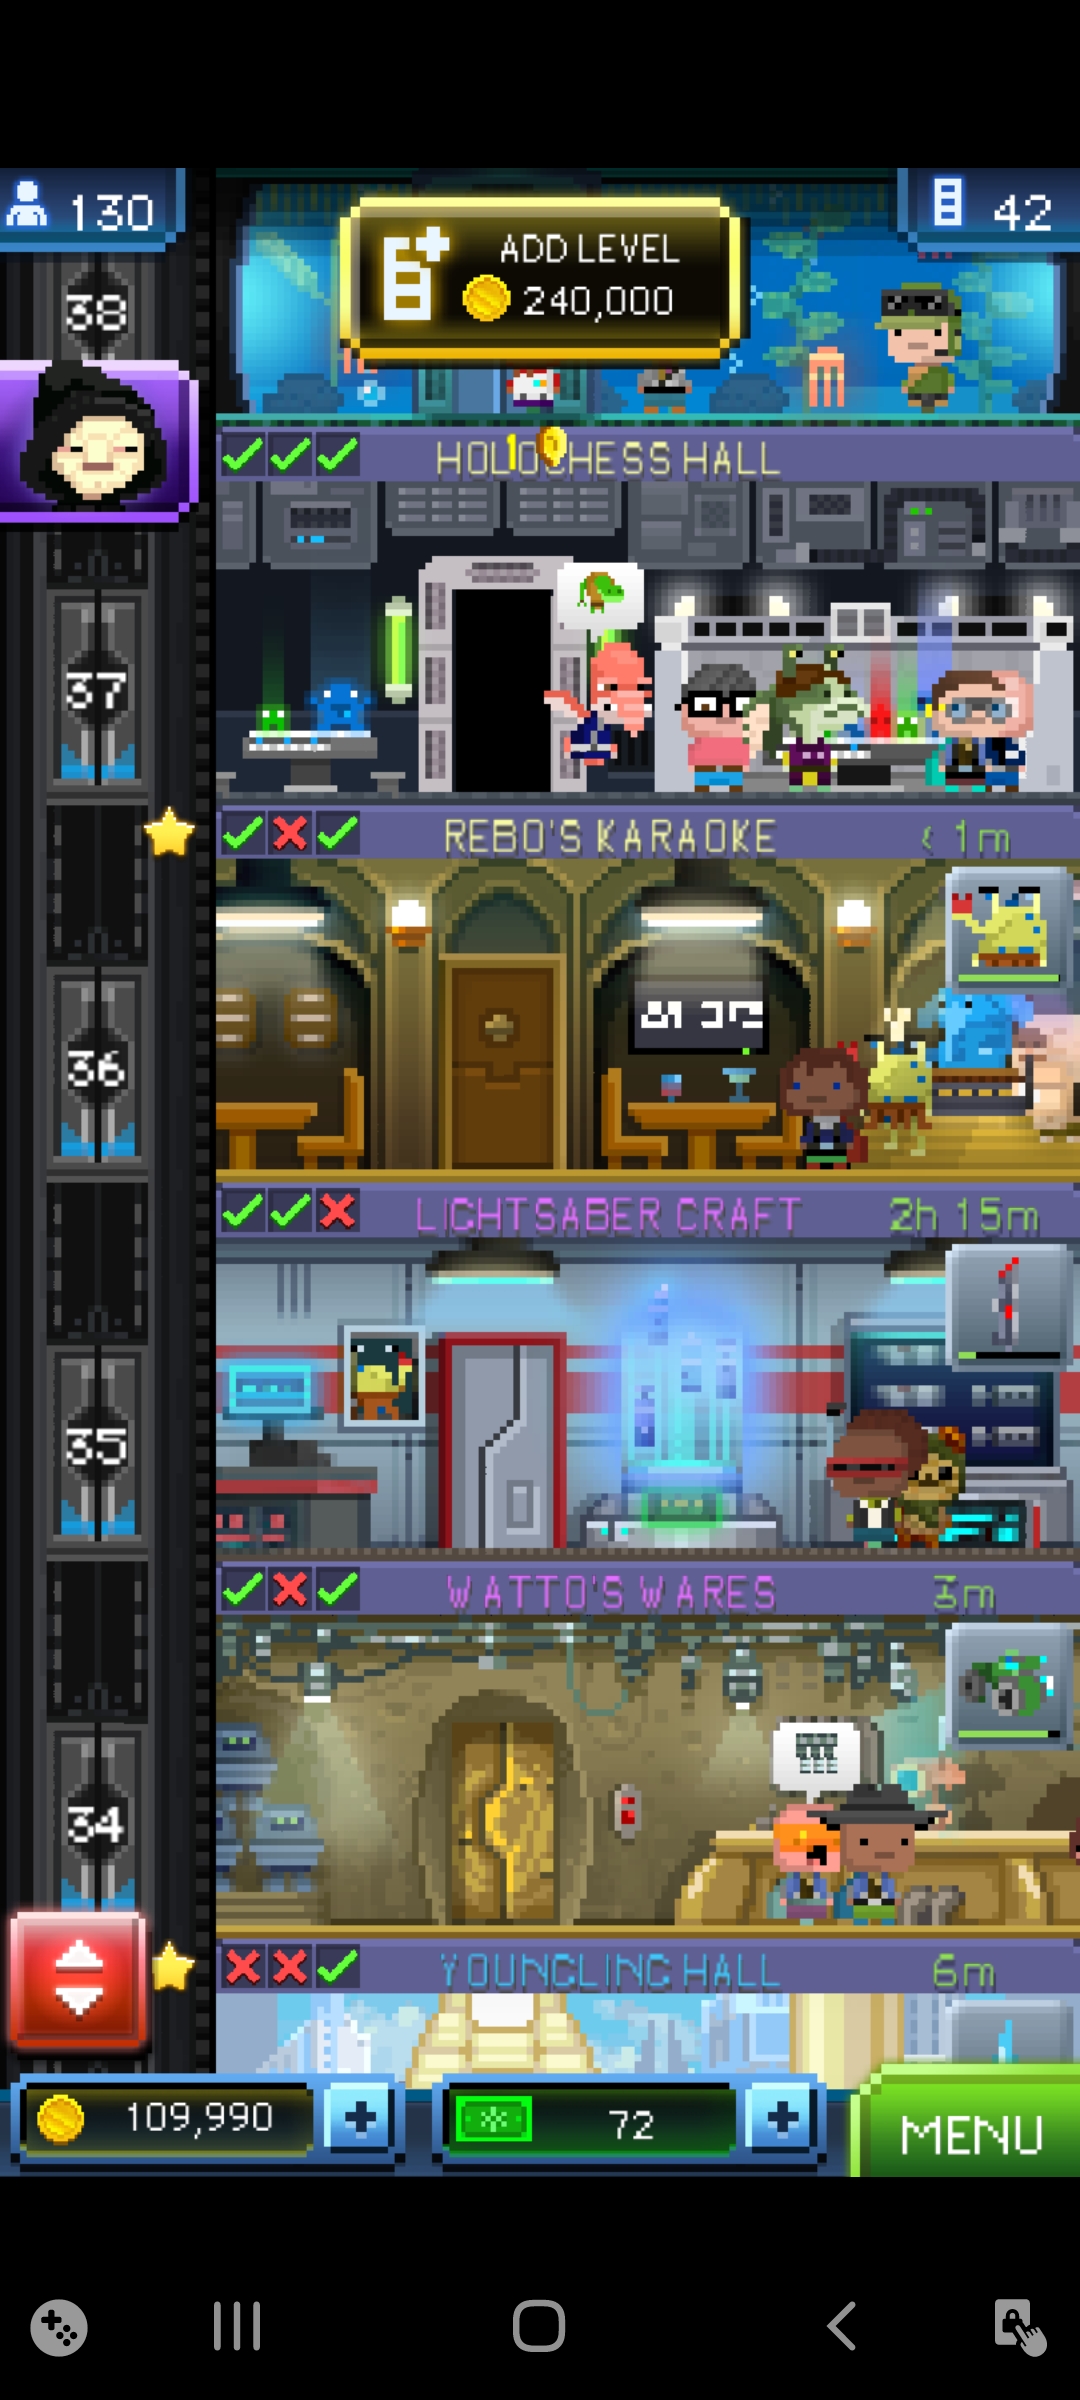 130
42
ADD LEVEL
240,000
38
HOLOCHESS HALL
1
37
REBO'S KARAOKE
< 1m
36
LIGHTSABER CRAFT
2h 15m
35
WATTO'S WARES
3m
34
YOUNGLING HALL
6m
109,990
72
MENU